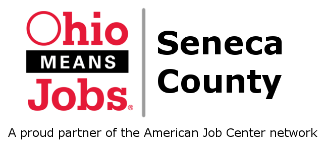 Ohio
MEANS
Jobs®
Seneca
County
A proud partner of the American Job Center network